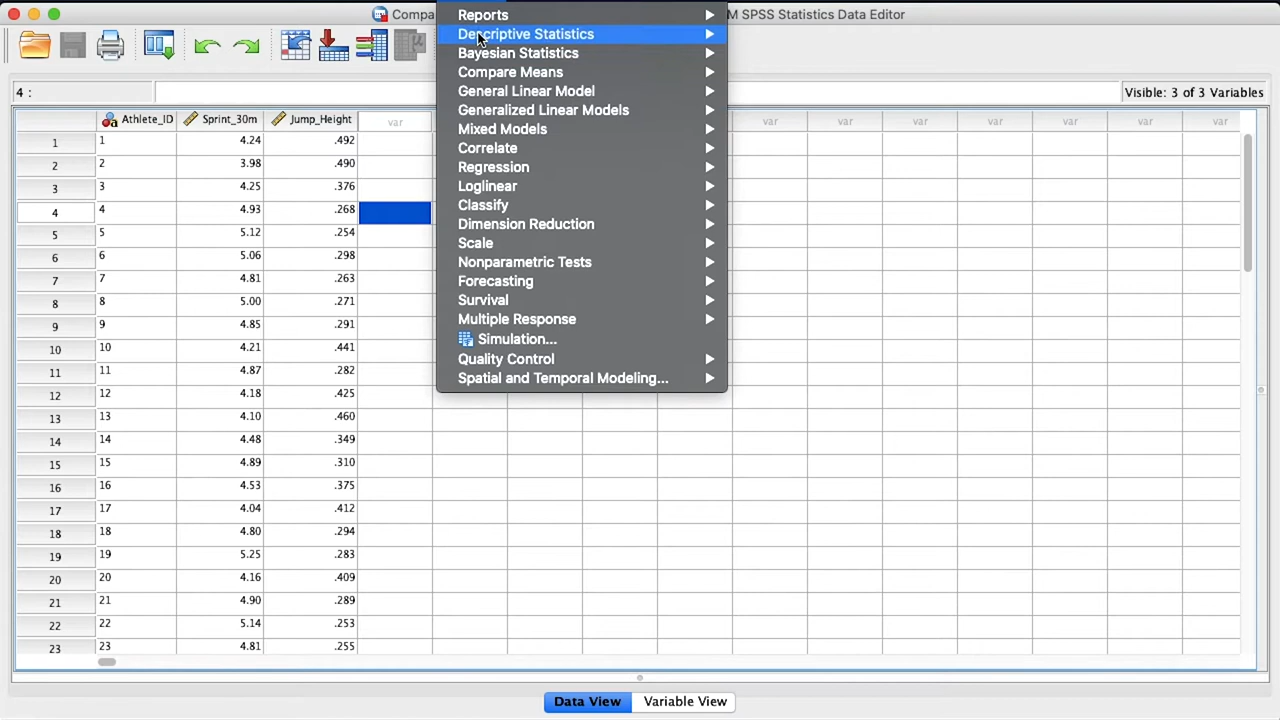 Compa
M SPSS Statistics Data Editor
Reports
Descriptive Statistics
Bayesian Statistics
Compare Means
General Linear Model
Generalized Linear Models
Mixed Models
Correlate
Regression
Loglinear
Classify
Dimension Reduction
Scale
Nonparametric Tests
Forecasting
Survival
Multiple Response
Simulation...
Quality Control
Spatial and Temporal Modeling...
4 :
Visible: 3 of 3 Variables
Athlete_ID Sprint_30m Jump_Height var var var var var var var var
1 1 4.24 .492
2 2 3.98 .490
3 3 4.25 .376
4 4 4.93 .268
5 5 5.12 .254
6 6 5.06 .298
7 7 4.81 .263
8 8 5.00 .271
9 9 4.85 .291
10 10 4.21 .441
11 11 4.87 .282
12 12 4.18 .425
13 13 4.10 .460
14 14 4.48 .349
15 15 4.89 .310
16 16 4.53 .375
17 17 4.04 .412
18 18 4.80 .294
19 19 5.25 .283
20 20 4.16 .409
21 21 4.90 .289
22 22 5.14 .253
23 23 4.81 .255
Data View Variable View